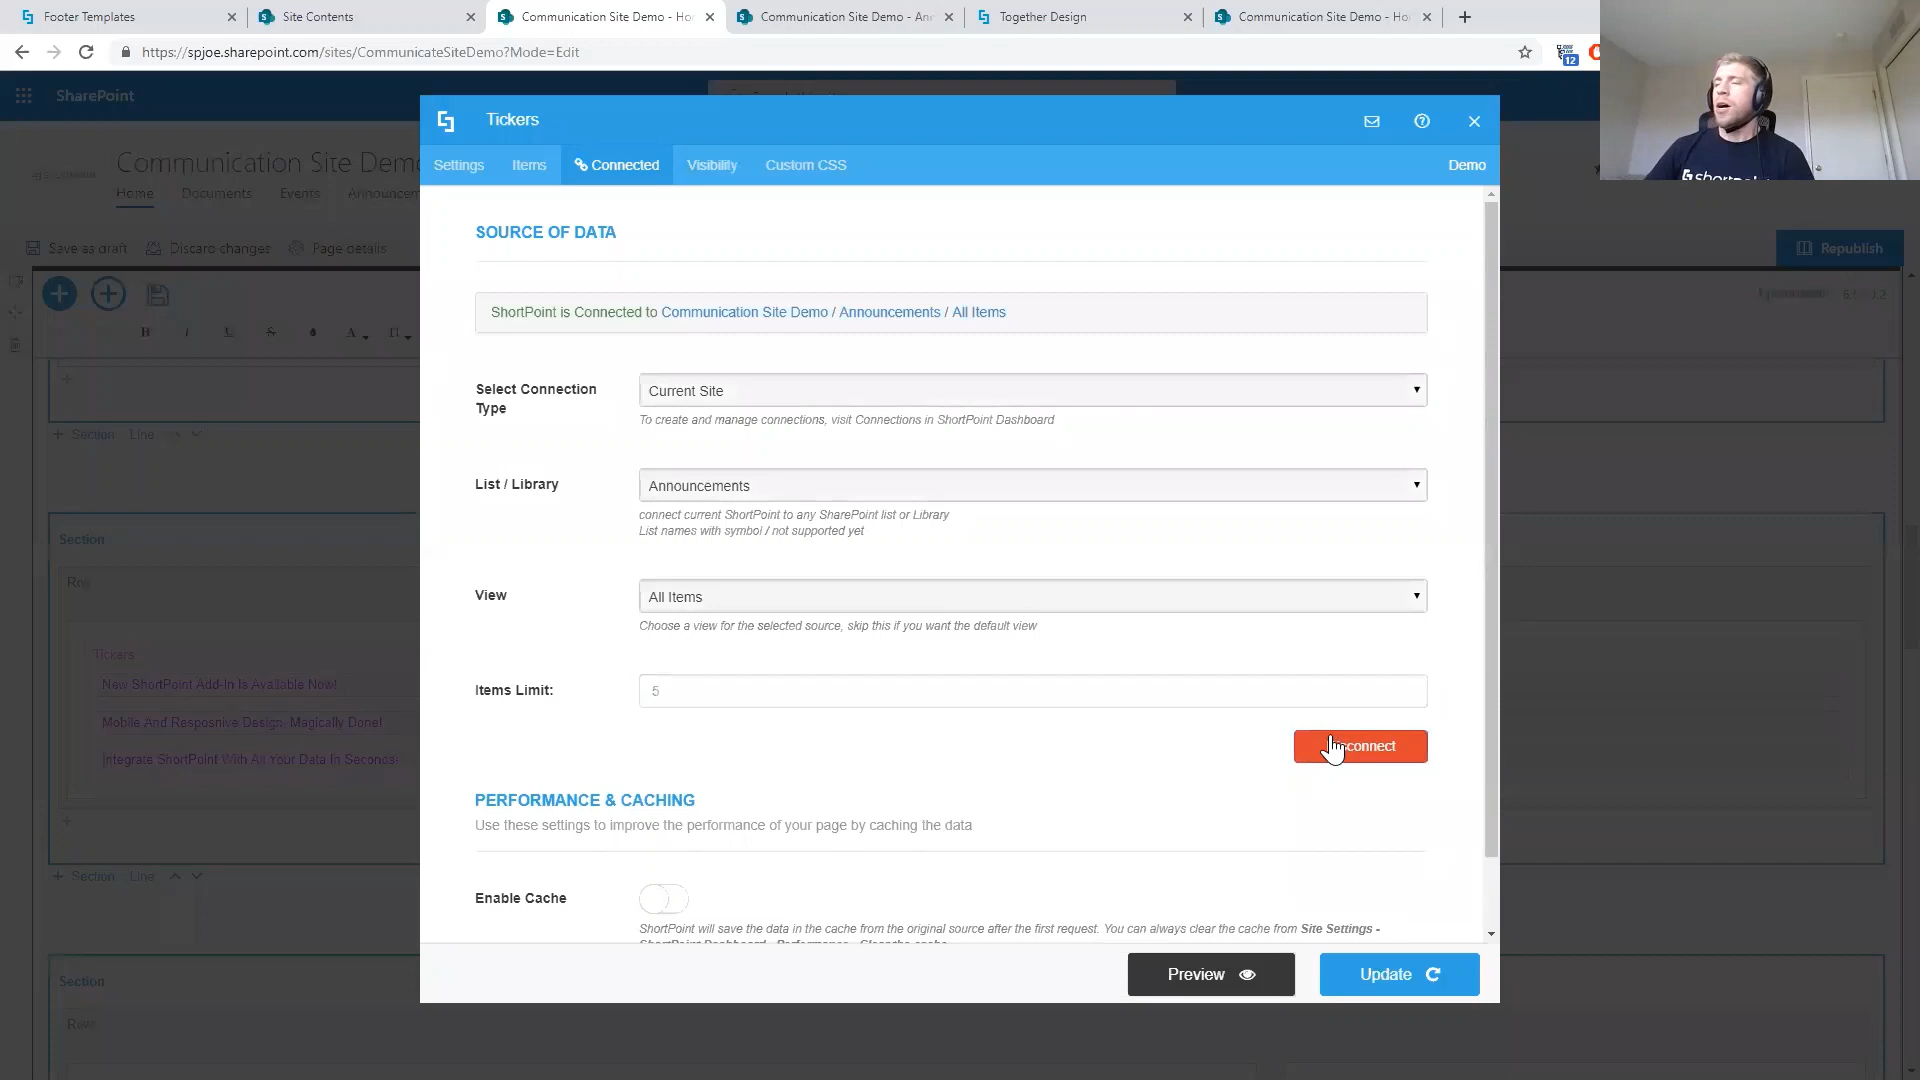 Footer Templates
Site Contents
Communication Site Demo - Ho
Communication Site Demo - An
Together Design
Communication Site Demo - Ho
https://spjoe.sharepoint.com/sites/CommunicateSiteDemo?Mode=Edit
12
SharePoint
Communication Site Demo
Home Documents Events Announcem
Save as draft Discard changes Page details
Republish
Tickers
Settings Items Connected Visibility Custom CSS Demo
SOURCE OF DATA
ShortPoint is Connected to Communication Site Demo / Announcements / All Items
Select Connection Type
Current Site
To create and manage connections, visit Connections in ShortPoint Dashboard
List / Library
Announcements
connect current ShortPoint to any SharePoint list or Library
List names with symbol / not supported yet
View
All Items
Choose a view for the selected source, skip this if you want the default view
Items Limit:
5
connect
PERFORMANCE & CACHING
Use these settings to improve the performance of your page by caching the data
Enable Cache
ShortPoint will save the data in the cache from the original source after the first request. You can always clear the cache from Site Settings -
ShortPoint Dashboard - Performance - Clear the cache
Preview
Update
Section Line
Section
Row
Tickers
New ShortPoint Add-In Is Available Now!
Mobile And Resposnive Design, Magically Done!
Integrate ShortPoint With All Your Data In Seconds
Section Line
Section
Row